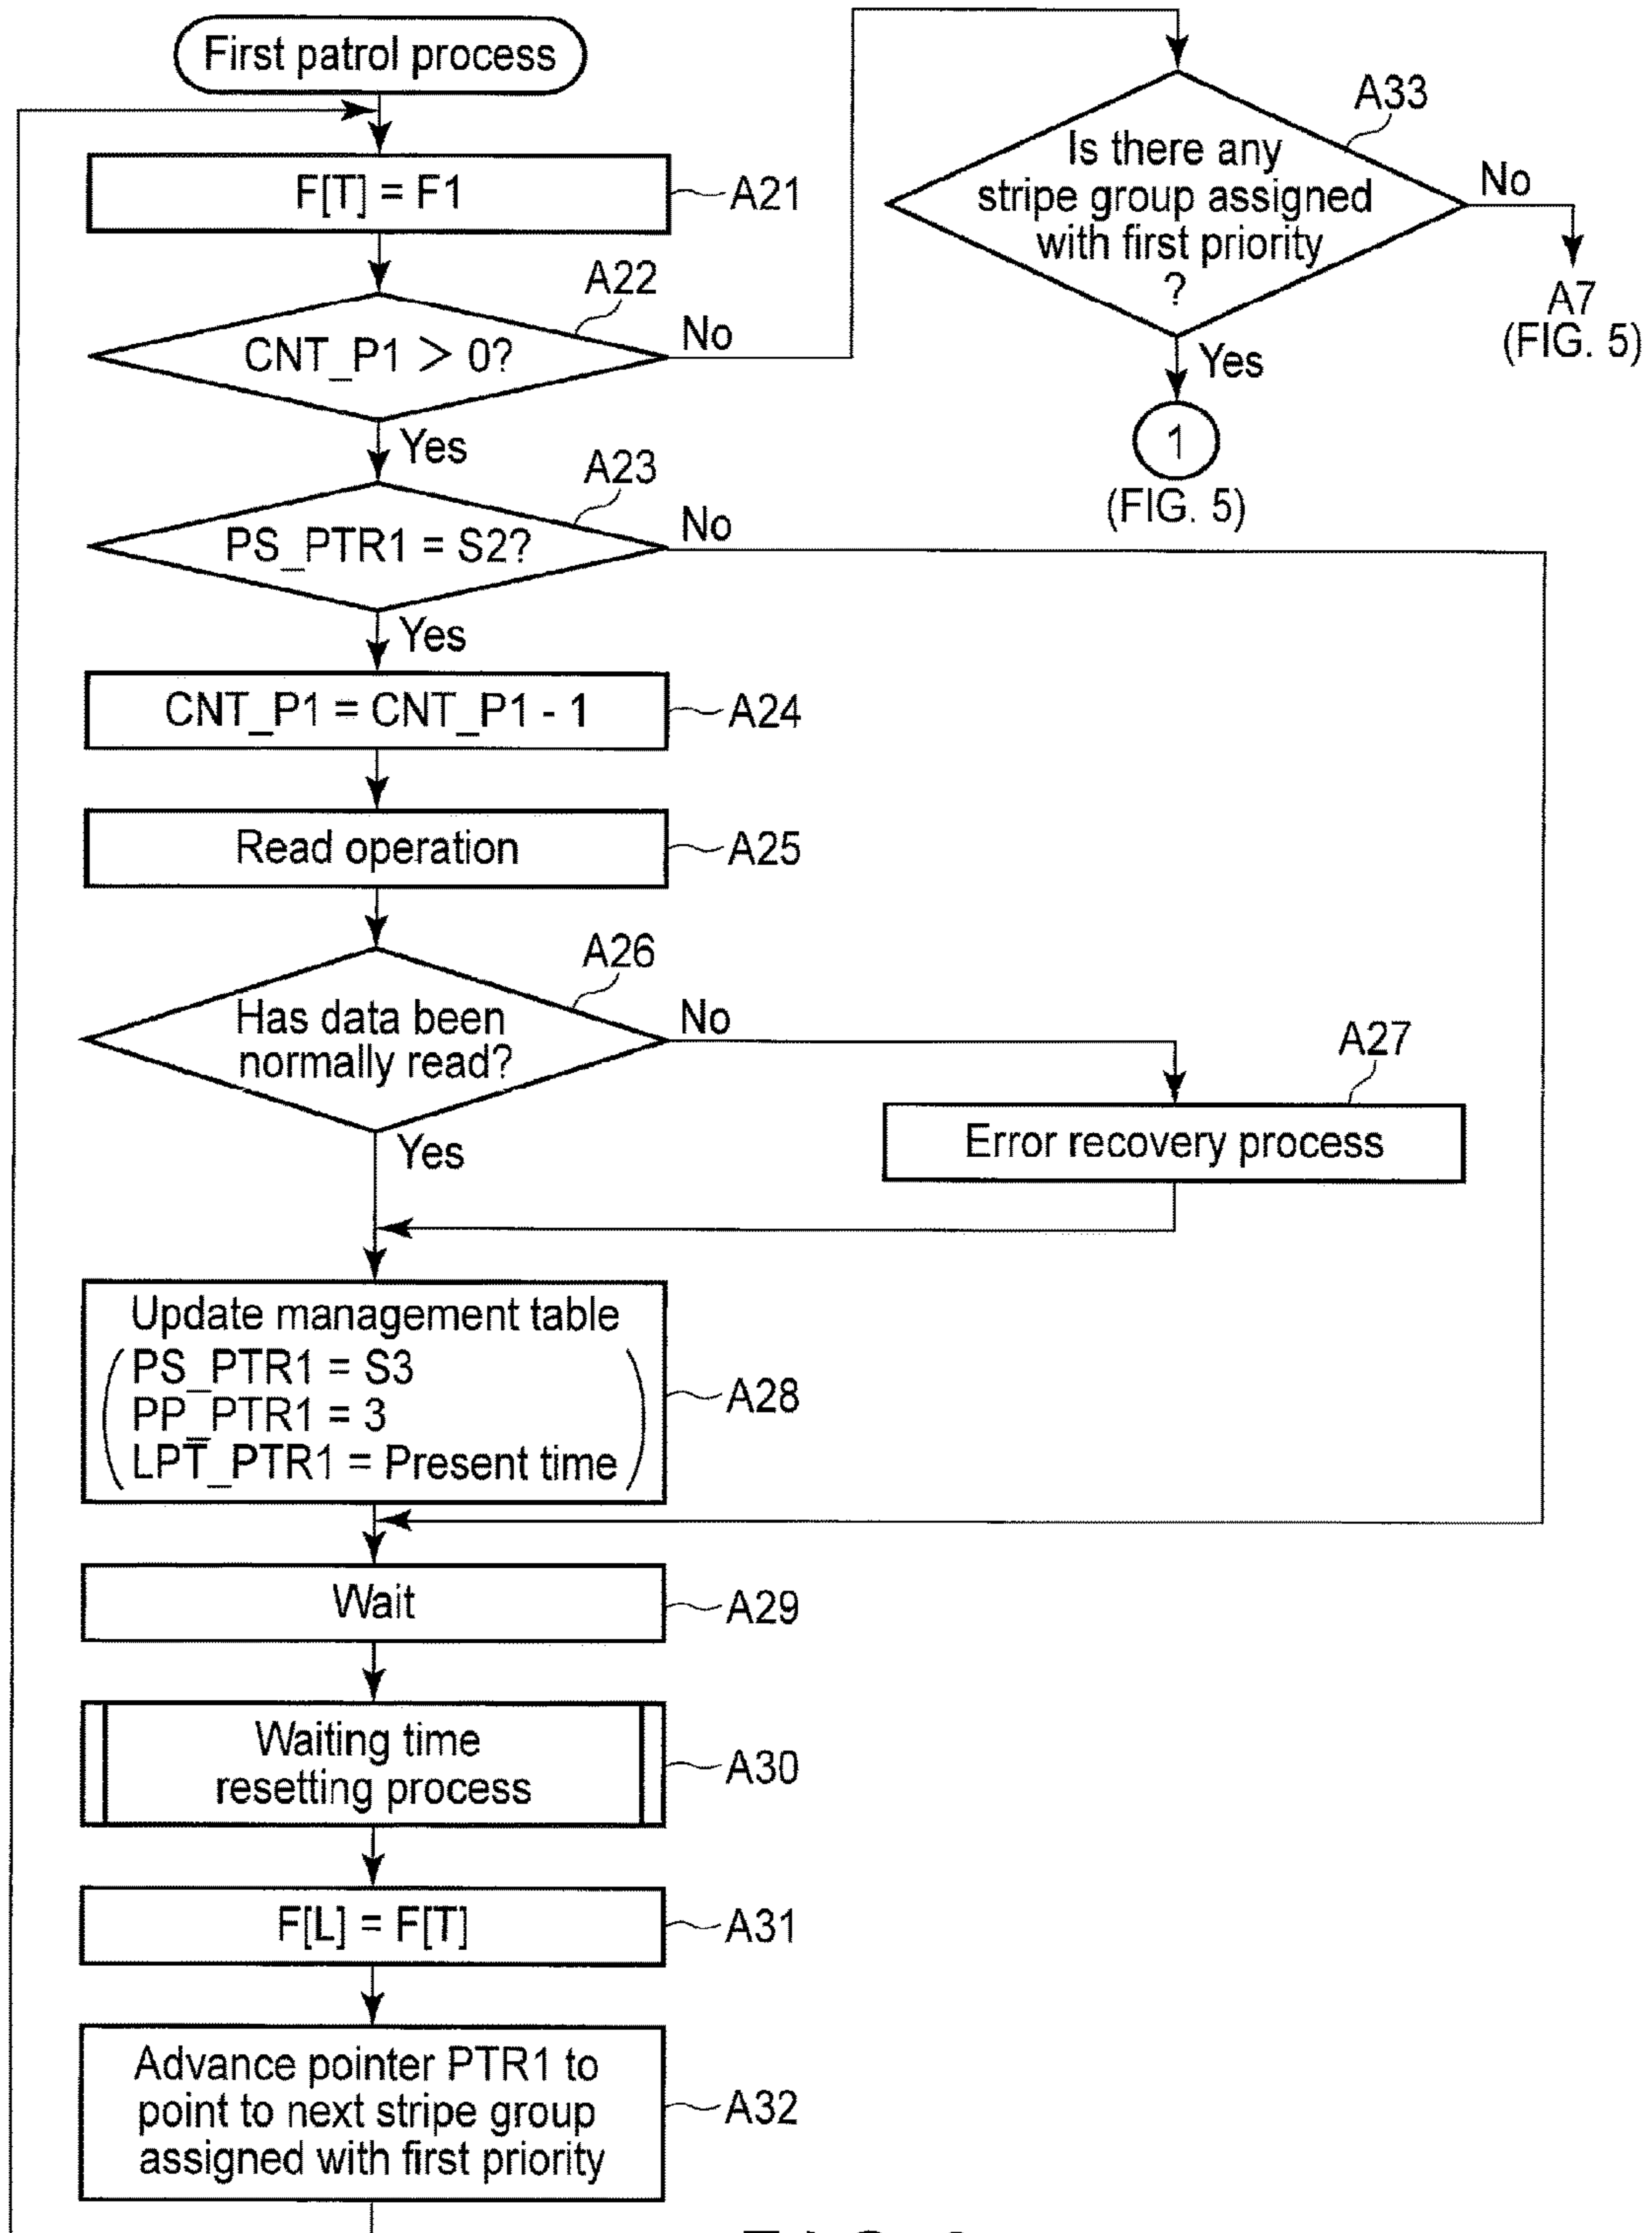 First patrol process
F[T] = F1
A21
A22
CNT_P1 > 0?
No
Yes
A33
Is there any
stripe group assigned
with first priority
?
No
A7
(FIG. 5)
Yes
1
(FIG. 5)
A23
PS_PTR1 = S2?
No
Yes
CNT_P1 = CNT_P1 - 1
A24
Read operation
A25
A26
Has data been
normally read?
No
Yes
A27
Error recovery process
Update management table
PS_PTR1 = S3
PP_PTR1 = 3
LPT_PTR1 = Present time
A28
Wait
A29
Waiting time
resetting process
A30
F[L] = F[T]
A31
Advance pointer PTR1 to
point to next stripe group
assigned with first priority
A32